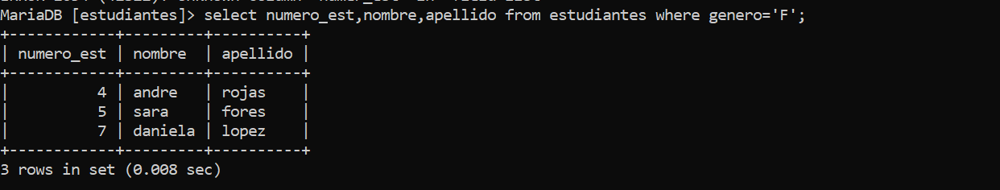 MariaDB [estudiantes]> select numero_est,nombre,apellido from estudiantes where genero='F';
+------------+---------+----------+
| numero_est | nombre  | apellido |
+------------+---------+----------+
|          4 | andre   | rojas    |
|          5 | sara    | fores    |
|          7 | daniela | lopez    |
+------------+---------+----------+
3 rows in set (0.008 sec)